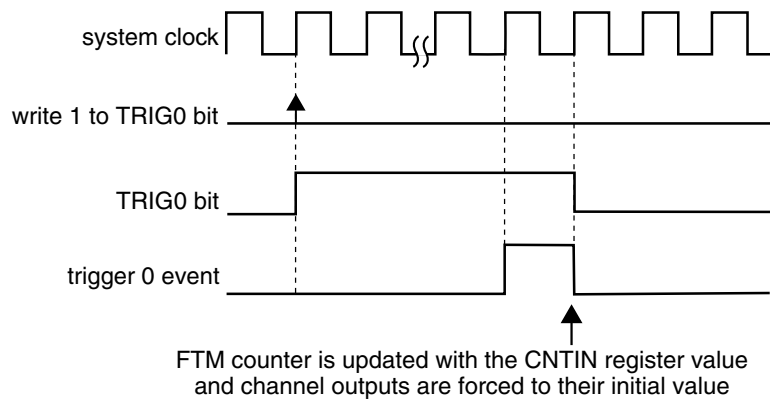 system clock
write 1 to TRIG0 bit
TRIG0 bit
trigger 0 event
FTM counter is updated with the CNTIN register value
and channel outputs are forced to their initial value